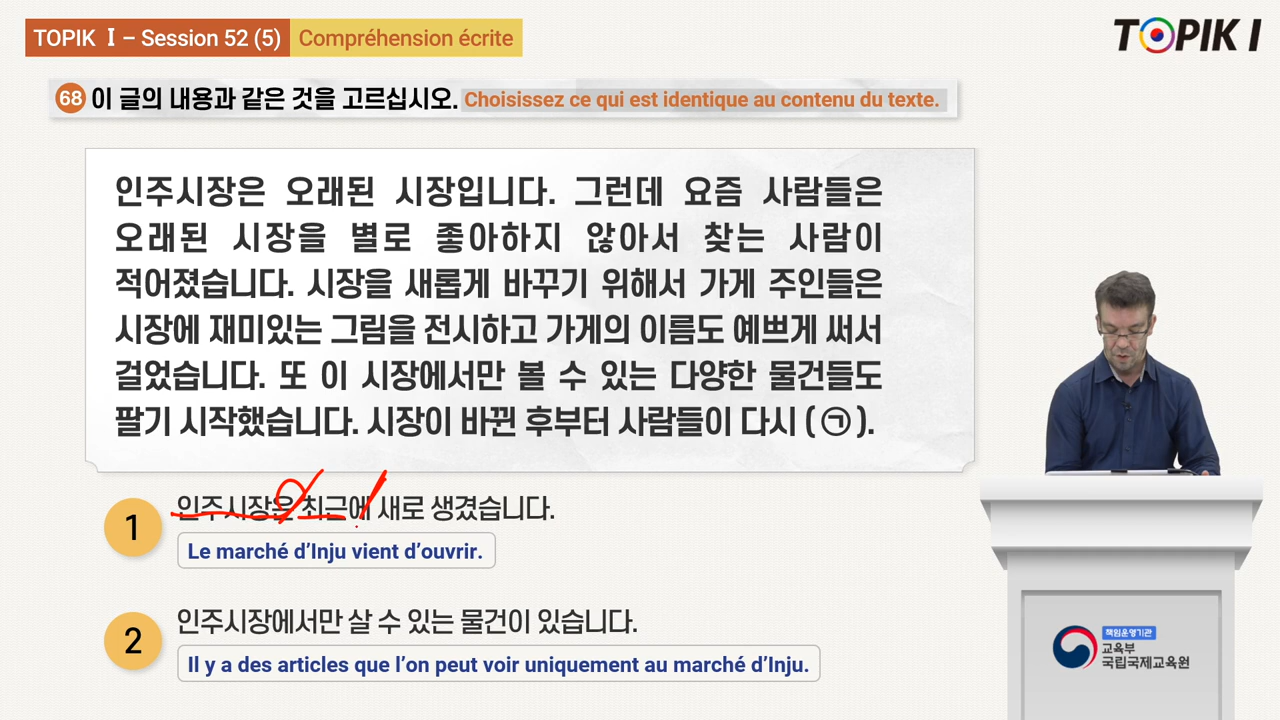 TOPIK Ⅰ – Session 52 (5) Compréhension écrite
TOPIK I
68 이 글의 내용과 같은 것을 고르십시오. Choisissez ce qui est identique au contenu du texte.
인주시장은 오래된 시장입니다. 그런데 요즘 사람들은
오래된 시장을 별로 좋아하지 않아서 찾는 사람이
적어졌습니다. 시장을 새롭게 바꾸기 위해서 가게 주인들은
시장에 재미있는 그림을 전시하고 가게의 이름도 예쁘게 써서
걸었습니다. 또 이 시장에서만 볼 수 있는 다양한 물건들도
팔기 시작했습니다. 시장이 바뀐 후부터 사람들이 다시 (㉠).
1 인주시장은 최근에 새로 생겼습니다.
Le marché d’Inju vient d’ouvrir.
2 인주시장에서만 살 수 있는 물건이 있습니다.
Il y a des articles que l’on peut voir uniquement au marché d’Inju.
책임운영기관
교육부
국립국제교육원